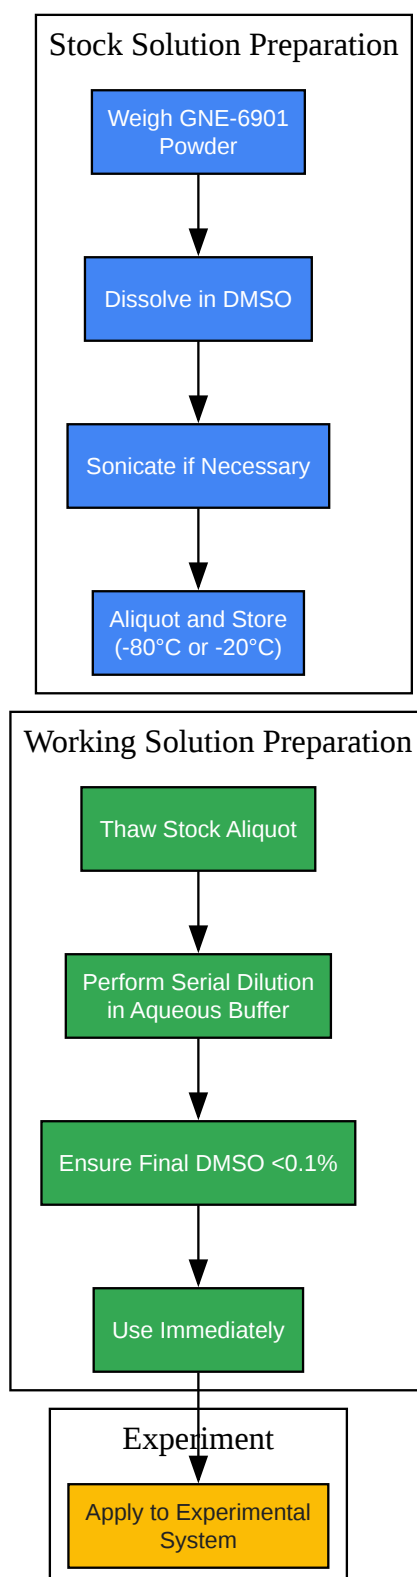 Stock Solution Preparation
Weigh GNE-6901
Powder
Dissolve in DMSO
Sonicate if Necessary
Aliquot and Store
(-80°C or -20°C)
Working Solution Preparation
Thaw Stock Aliquot
Perform Serial Dilution
in Aqueous Buffer
Ensure Final DMSO <0.1%
Use Immediately
Experiment
Apply to Experimental
System